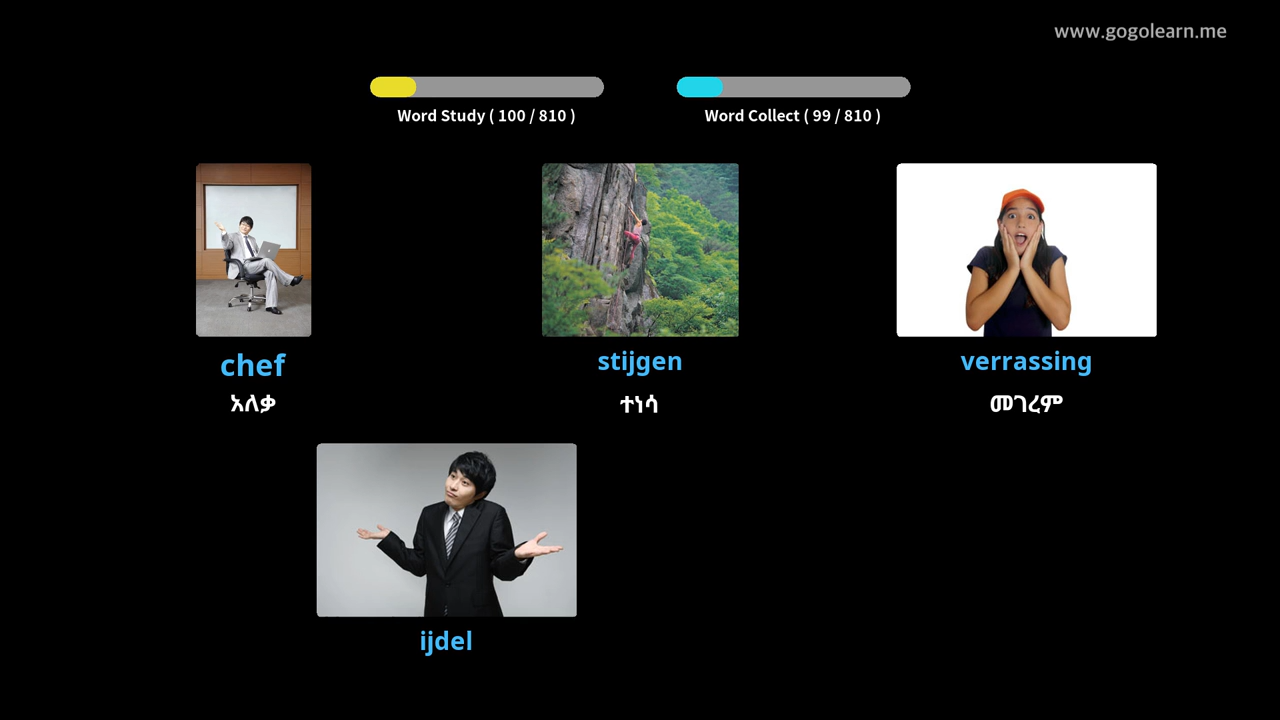 www.gogolearn.me
Word Study ( 100 / 810 )
Word Collect ( 99 / 810 )
chef
stijgen
verrassing
አለቃ
ተነሳ
መገረም
ijdel